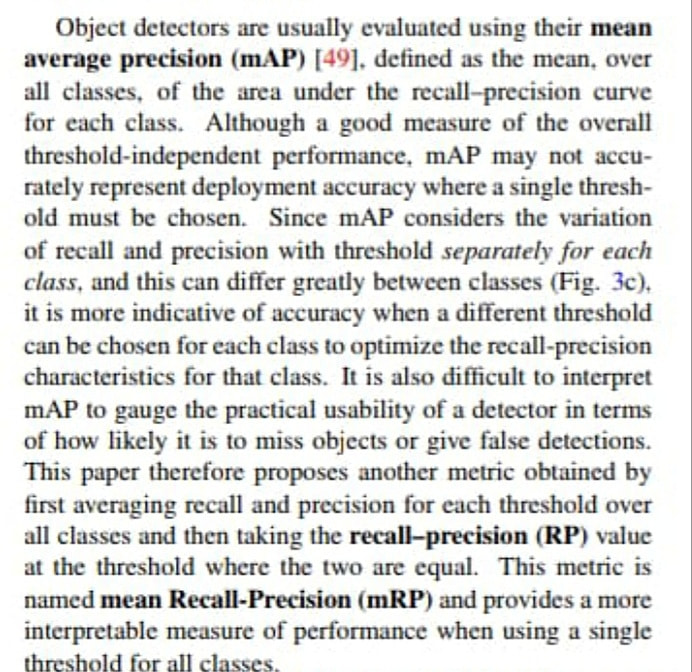 Object detectors are usually evaluated using their mean
average precision (mAP) [49], defined as the mean, over
all classes, of the area under the recall–precision curve
for each class. Although a good measure of the overall
threshold-independent performance, mAP may not accu-
rately represent deployment accuracy where a single thresh-
old must be chosen. Since mAP considers the variation
of recall and precision with threshold separately for each
class, and this can differ greatly between classes (Fig. 3c),
it is more indicative of accuracy when a different threshold
can be chosen for each class to optimize the recall-precision
characteristics for that class. It is also difficult to interpret
mAP to gauge the practical usability of a detector in terms
of how likely it is to miss objects or give false detections.
This paper therefore proposes another metric obtained by
first averaging recall and precision for each threshold over
all classes and then taking the recall–precision (RP) value
at the threshold where the two are equal. This metric is
named mean Recall-Precision (mRP) and provides a more
interpretable measure of performance when using a single
threshold for all classes.